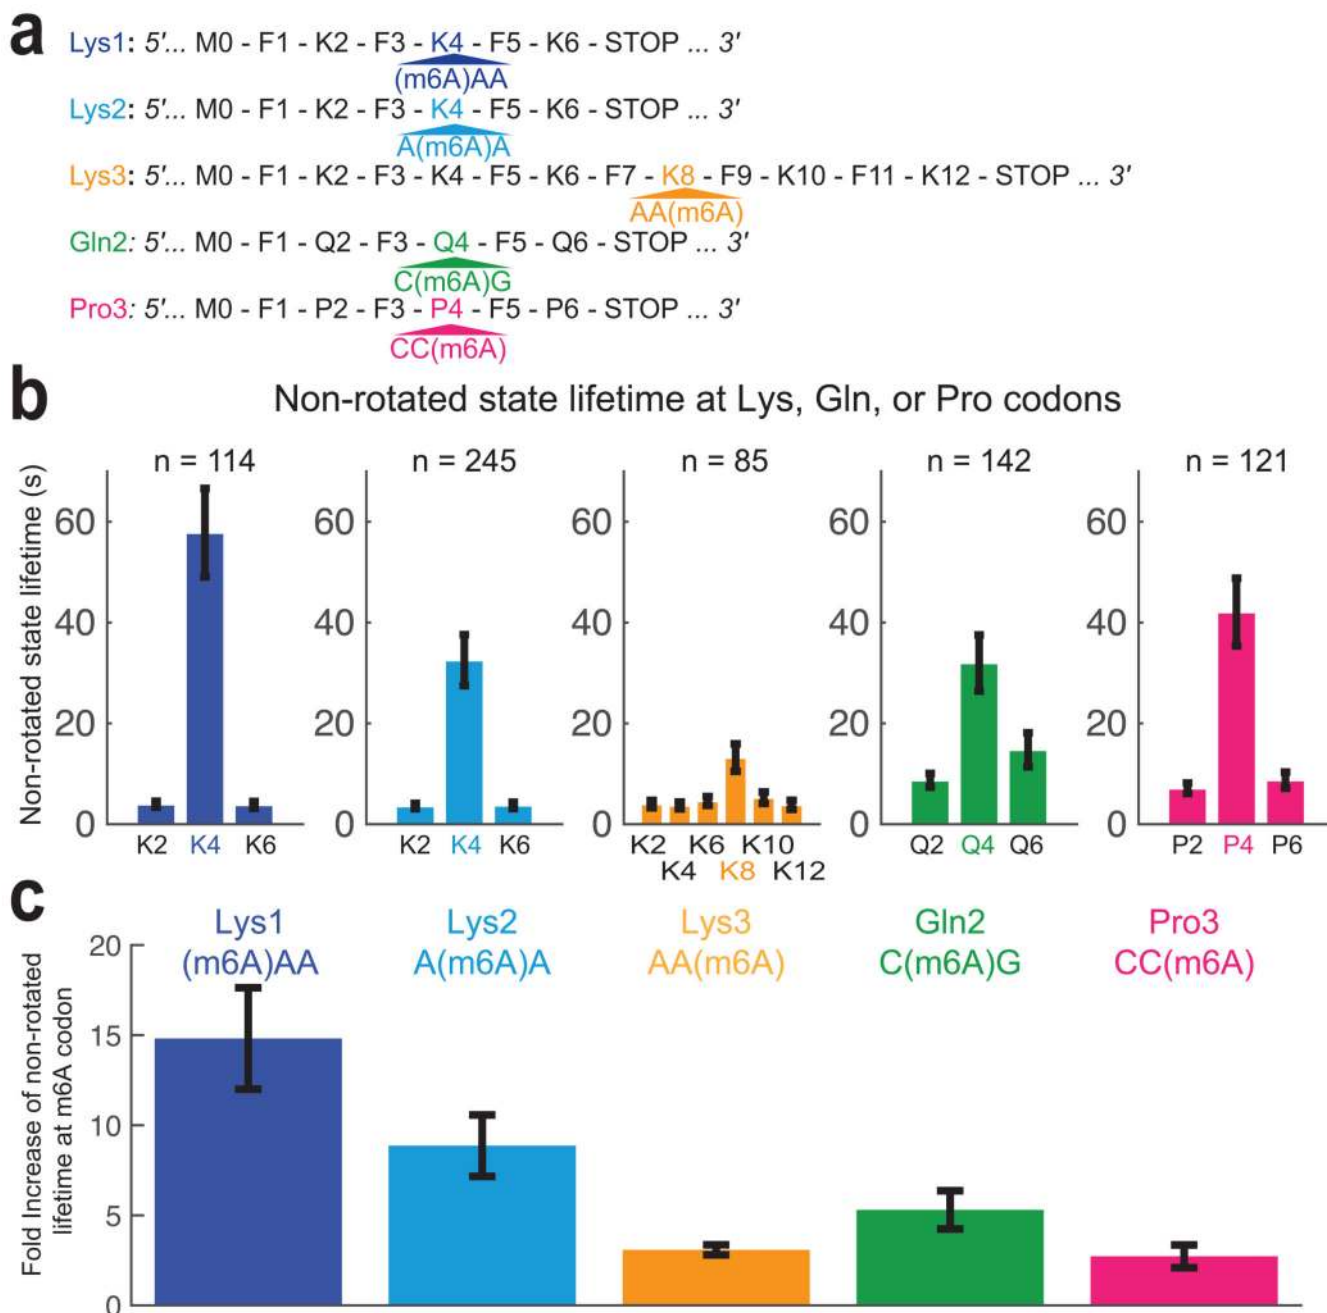 a
Lys1: 5′... M0 - F1 - K2 - F3 - K4 - F5 - K6 - STOP ... 3′
(m6A)AA
Lys2: 5′... M0 - F1 - K2 - F3 - K4 - F5 - K6 - STOP ... 3′
A(m6A)A
Lys3: 5′... M0 - F1 - K2 - F3 - K4 - F5 - K6 - F7 - K8 - F9 - K10 - F11 - K12 - STOP ... 3′
AA(m6A)
Gln2: 5′... M0 - F1 - Q2 - F3 - Q4 - F5 - Q6 - STOP ... 3′
C(m6A)G
Pro3: 5′... M0 - F1 - P2 - F3 - P4 - F5 - P6 - STOP ... 3′
CC(m6A)
b
Non-rotated state lifetime at Lys, Gln, or Pro codons
Non-rotated state lifetime (s)
n = 114
60
40
20
0
K2 K4 K6
n = 245
60
40
20
0
K2 K4 K6
n = 85
60
40
20
0
K2 K6 K10
K4 K8 K12
n = 142
60
40
20
0
Q2 Q4 Q6
n = 121
60
40
20
0
P2 P4 P6
c
Fold Increase of non-rotated
lifetime at m6A codon
20
15
10
5
0
Lys1
(m6A)AA
Lys2
A(m6A)A
Lys3
AA(m6A)
Gln2
C(m6A)G
Pro3
CC(m6A)